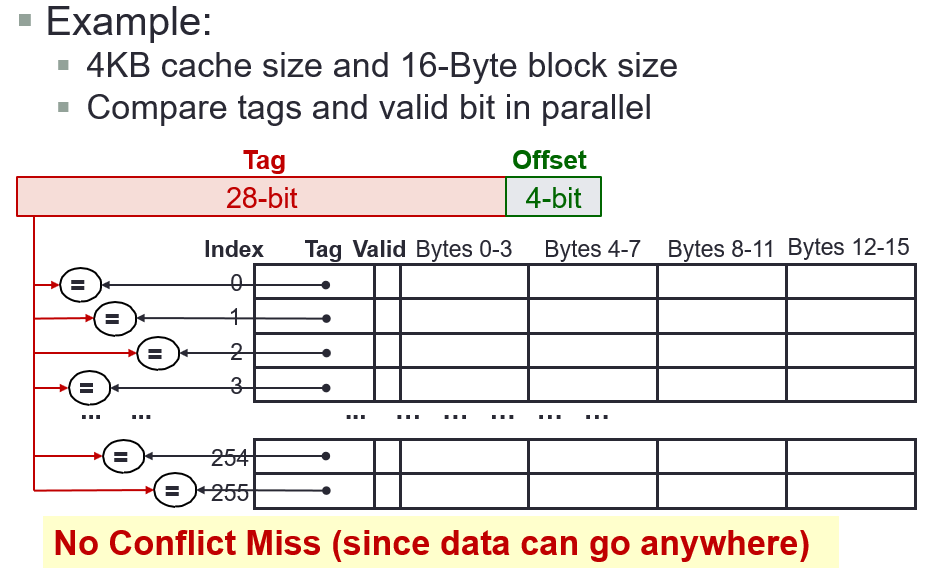 Example:
4KB cache size and 16-Byte block size
Compare tags and valid bit in parallel
Tag Offset
28-bit 4-bit
Index Tag Valid Bytes 0-3 Bytes 4-7 Bytes 8-11 Bytes 12-15
= 0
= 1
= 2
= 3
... ... ... ... ... ... ... ...
= 254
= 255
No Conflict Miss (since data can go anywhere)